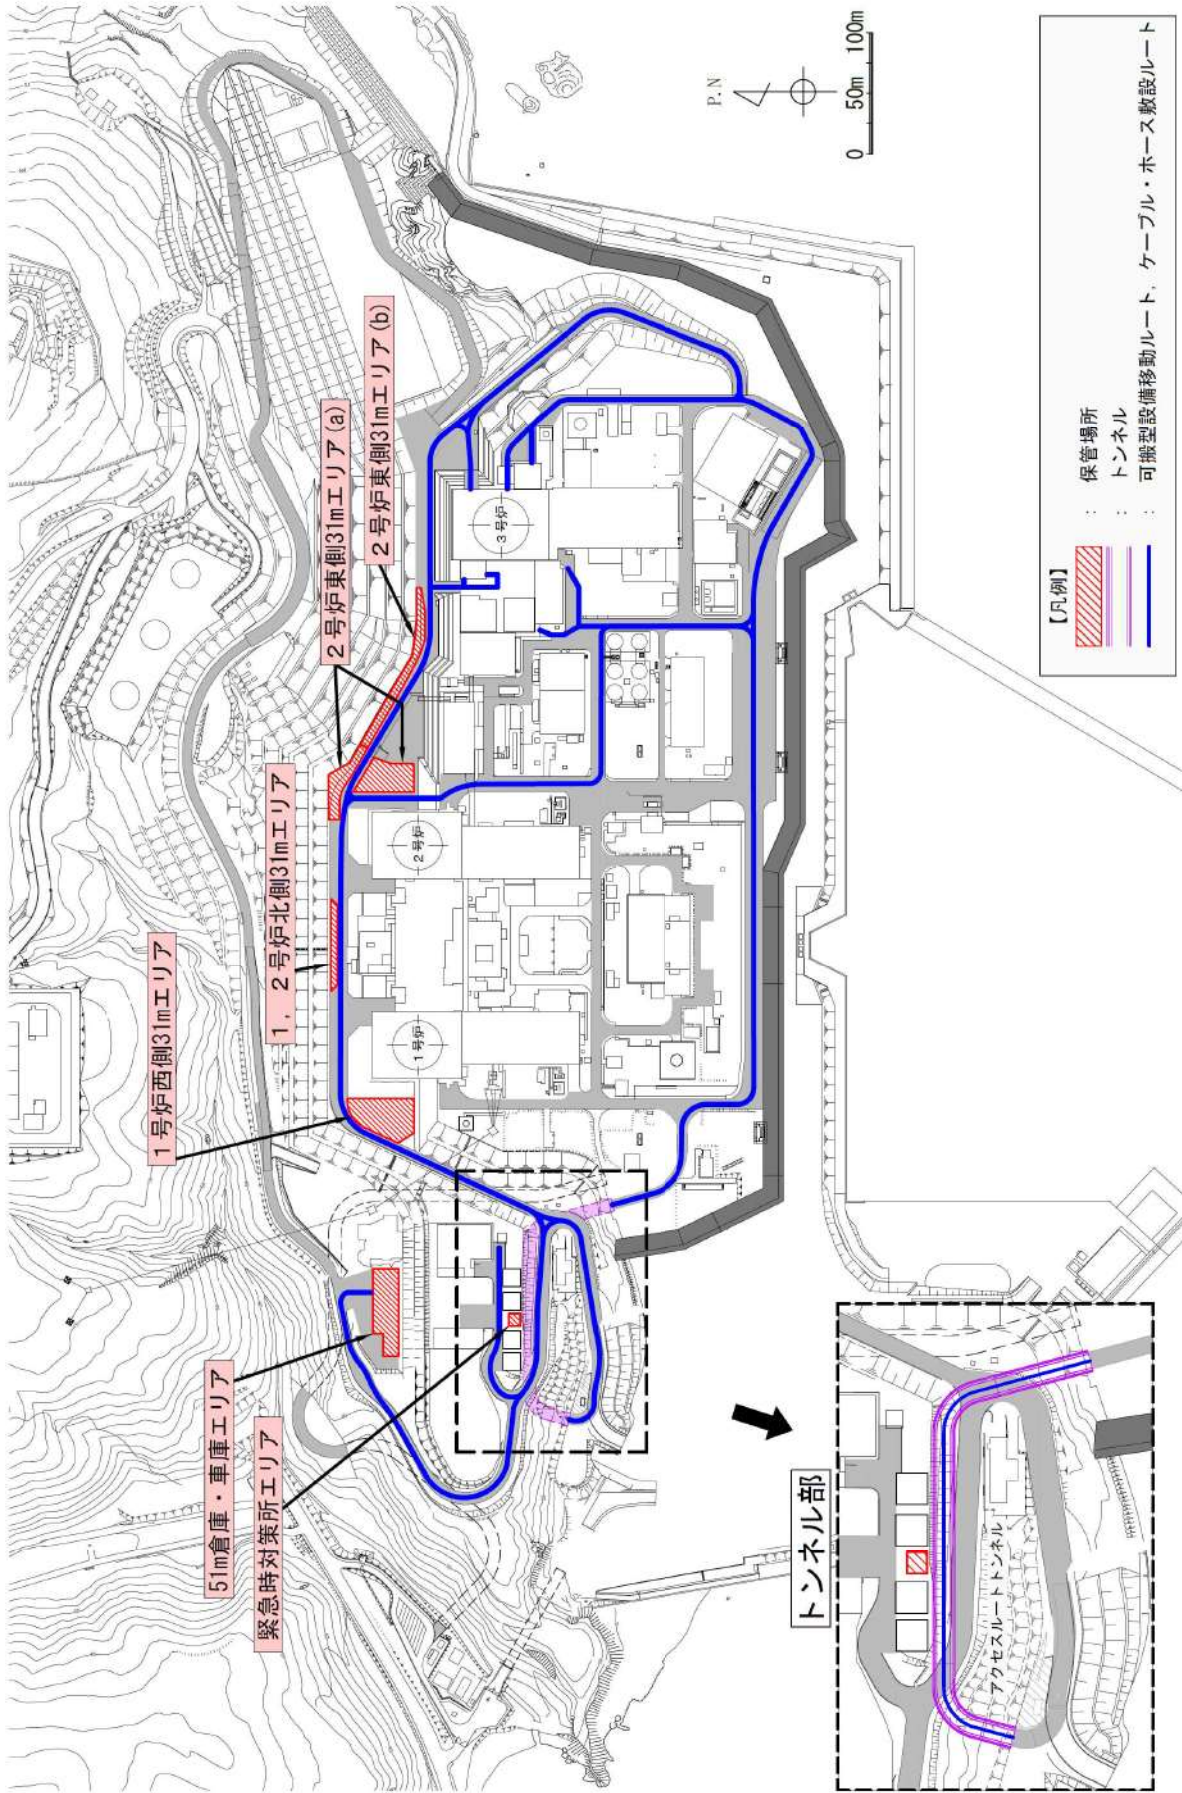 51m倉庫・車庫エリア
緊急時対策所エリア
1号炉西側31mエリア
1，2号炉北側31mエリア
2号炉東側31mエリア(a)
2号炉東側31mエリア(b)
1号炉
2号炉
3号炉
P.N
0 50m 100m
トンネル部
アクセスルートトンネル
【凡例】
：保管場所
：トンネル
：可搬型設備移動ルート，ケーブル・ホース敷設ルート